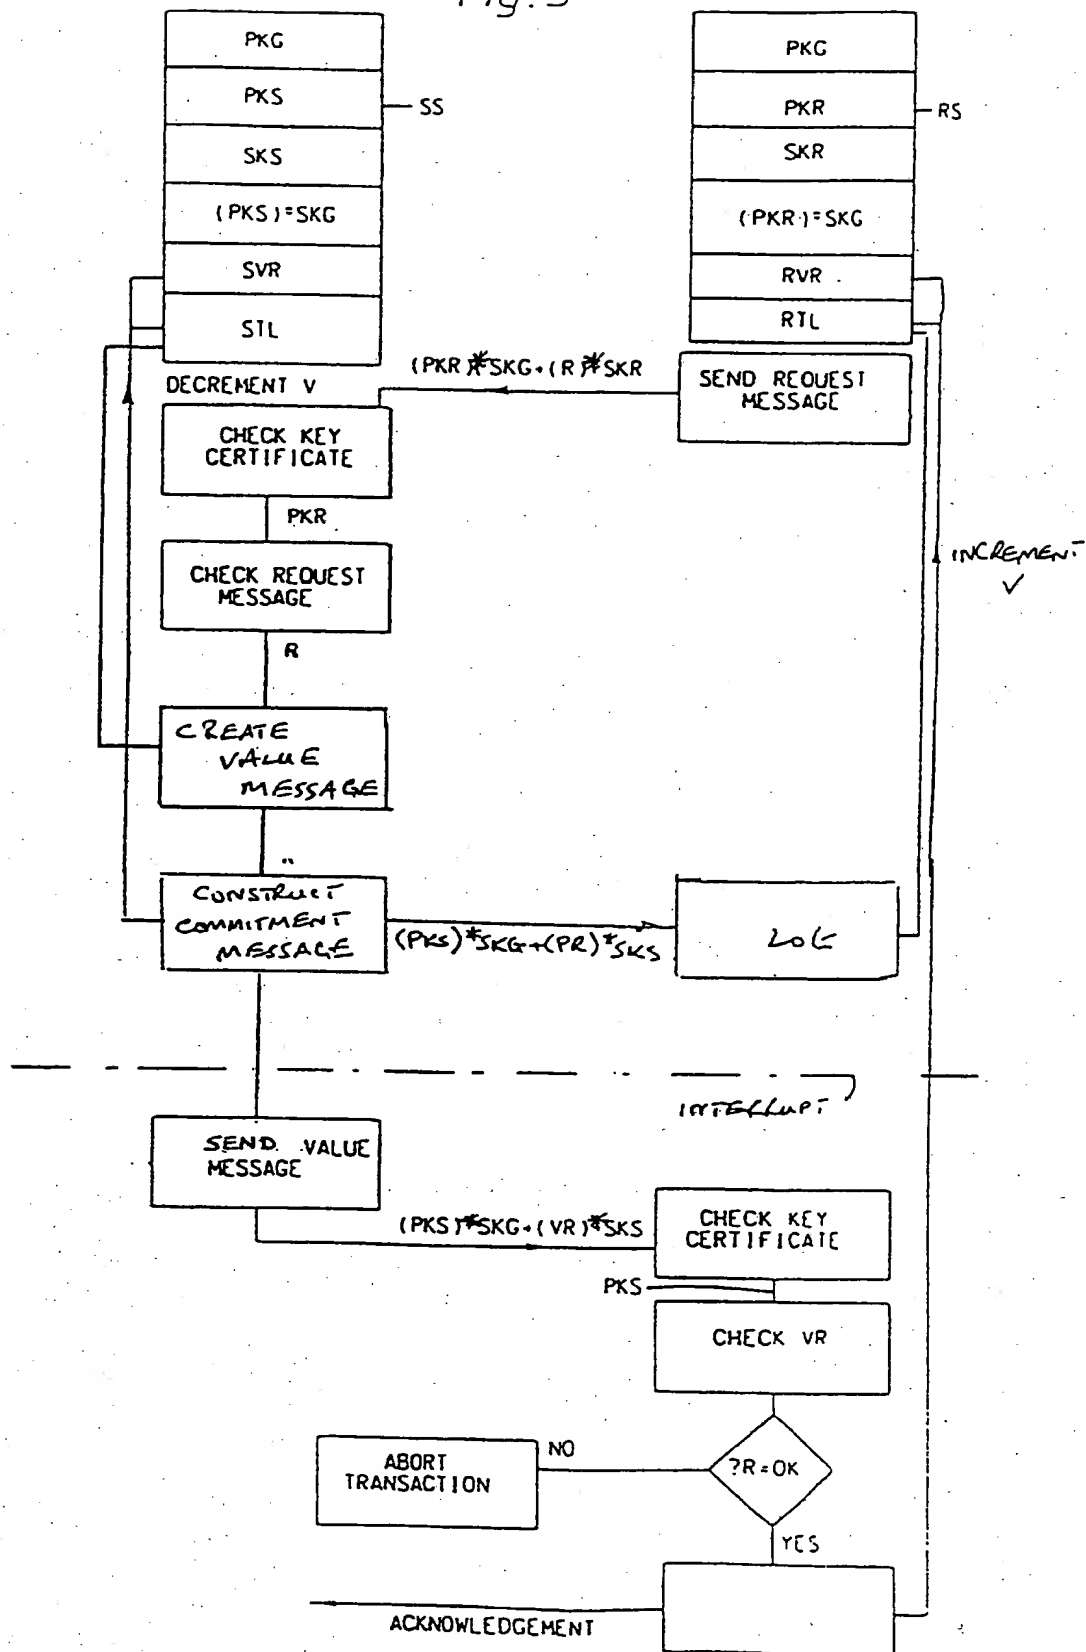 Fig. 3
PKG
PKS
SS
SKS
(PKS)=SKG
SVR
STL
PKG
PKR
RS
SKR
(PKR)=SKG
RVR
RTL
DECREMENT V
(PKR)*SKG+(R)*SKR
SEND REQUEST
MESSAGE
CHECK KEY
CERTIFICATE
PKR
CHECK REQUEST
MESSAGE
R
INCREMENT
V
CREATE
VALUE
MESSAGE
CONSTRUCT
COMMITMENT
MESSAGE
(PKS)*SKG+(PR)*SKS
LOG
INTERRUPT
SEND VALUE
MESSAGE
(PKS)*SKG+(VR)*SKS
CHECK KEY
CERTIFICATE
PKS
CHECK VR
?R=OK
NO
ABORT
TRANSACTION
YES
ACKNOWLEDGEMENT